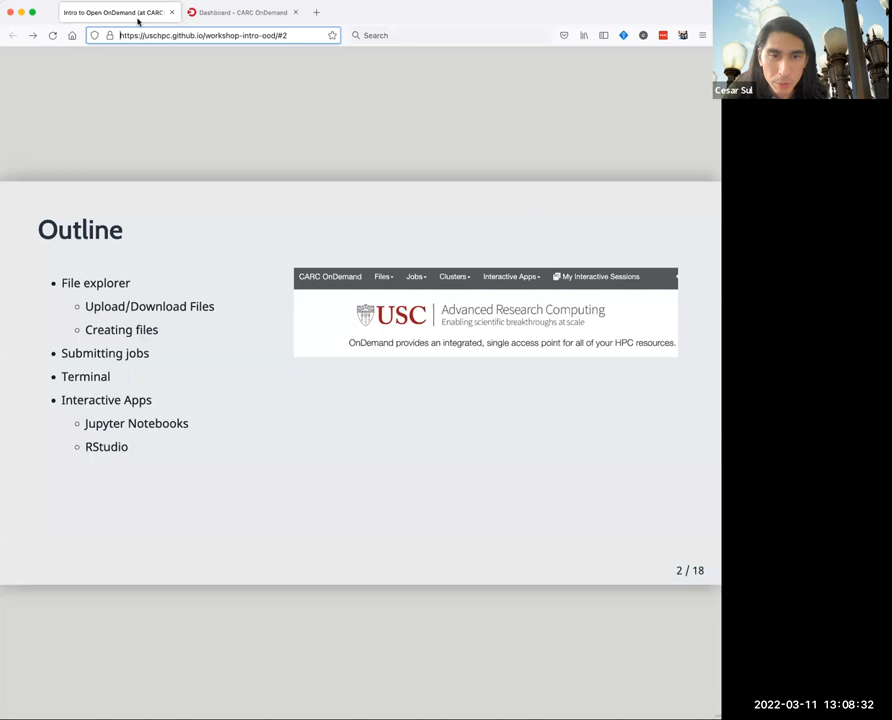 Intro to Open OnDemand (at CARC
Dashboard – CARC OnDemand
https://uschpc.github.io/workshop-intro-ood/#2
Search
Cesar Sul
Outline
File explorer
Upload/Download Files
Creating files
Submitting jobs
Terminal
Interactive Apps
Jupyter Notebooks
RStudio
CARC OnDemand Files Jobs Clusters Interactive Apps My Interactive Sessions
USC Advanced Research Computing
Enabling scientific breakthroughs at scale
OnDemand provides an integrated, single access point for all of your HPC resources.
2 / 18
2022-03-11 13:08:32